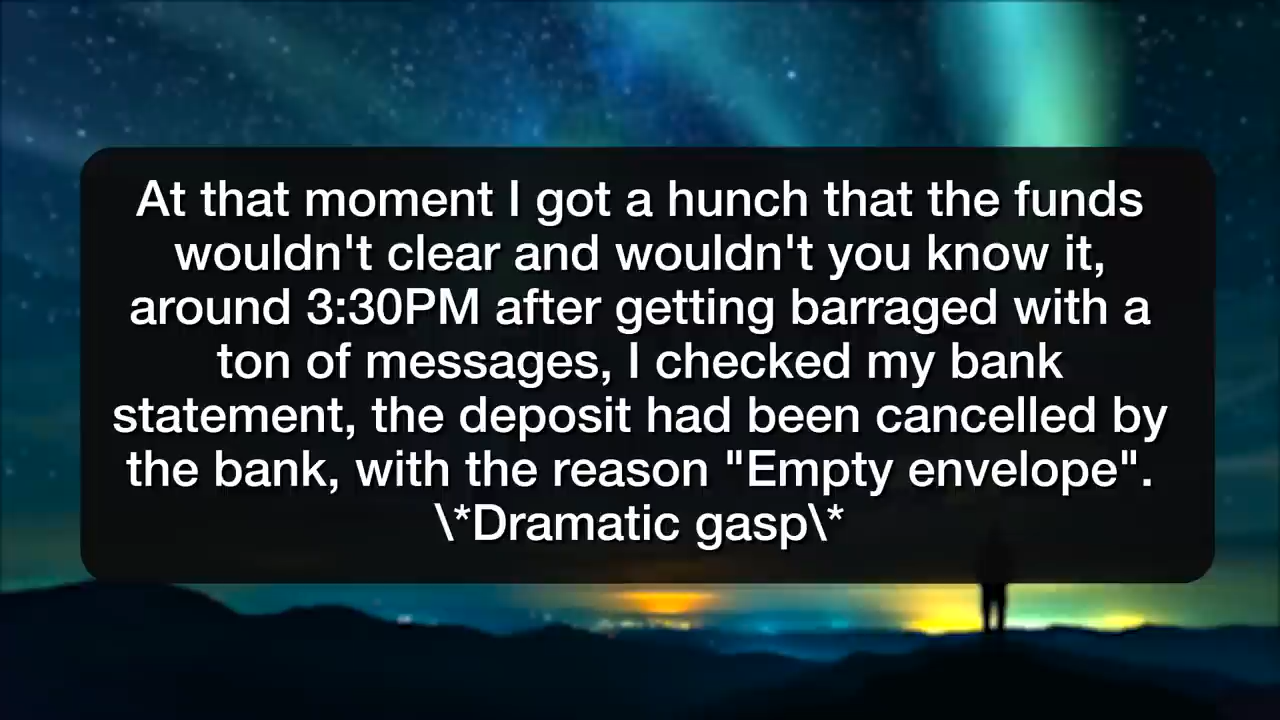 At that moment I got a hunch that the funds
wouldn't clear and wouldn't you know it,
around 3:30PM after getting barraged with a
ton of messages, I checked my bank
statement, the deposit had been cancelled by
the bank, with the reason "Empty envelope".
\*Dramatic gasp\*